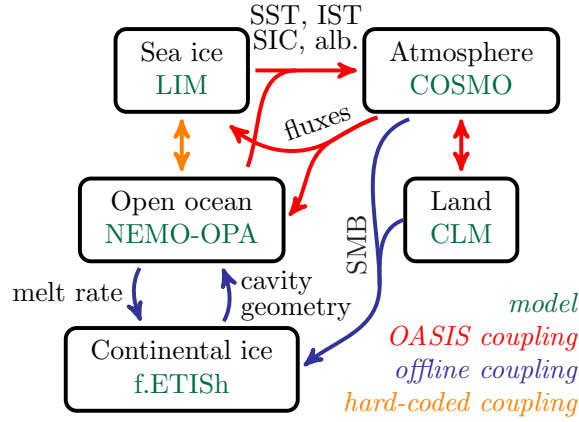 SST, IST
SIC, alb.
Sea ice
LIM
Atmosphere
COSMO
fluxes
Open ocean
NEMO-OPA
Land
CLM
SMB
melt rate
cavity
geometry
Continental ice
f.ETISh
model
OASIS coupling
offline coupling
hard-coded coupling